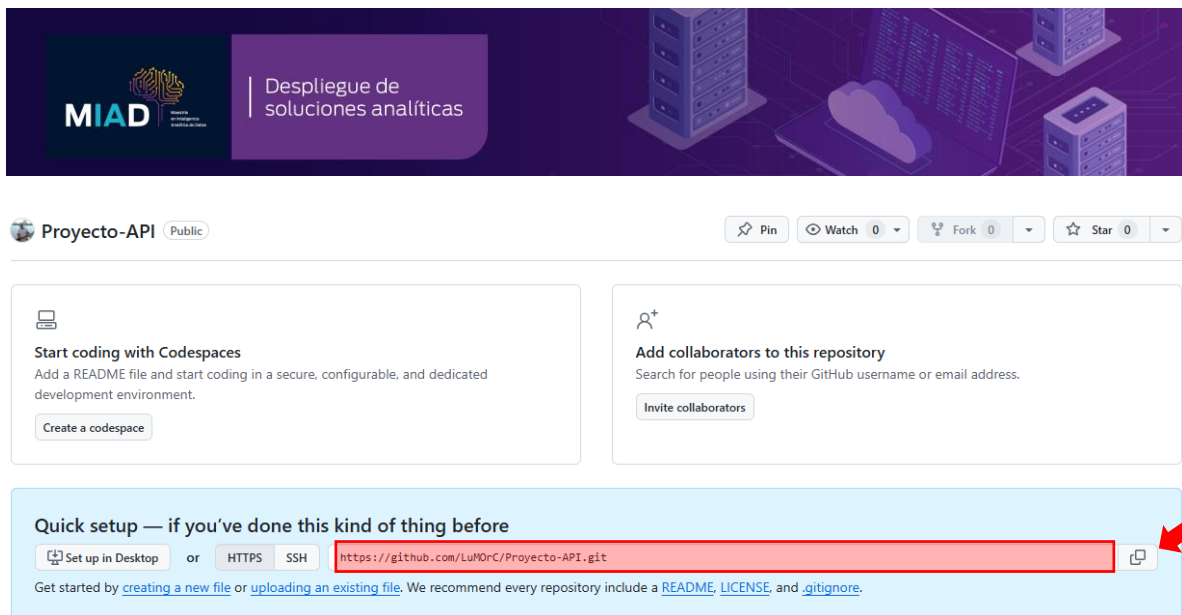 MIAD
Maestría
en Inteligencia
Analítica de Datos
Despliegue de
soluciones analíticas
Proyecto-API Public
Pin Watch 0 Fork 0 Star 0
Start coding with Codespaces
Add a README file and start coding in a secure, configurable, and dedicated
development environment.
Create a codespace
Add collaborators to this repository
Search for people using their GitHub username or email address.
Invite collaborators
Quick setup — if you've done this kind of thing before
Set up in Desktop or HTTPS SSH https://github.com/LuMOrC/Proyecto-API.git
Get started by creating a new file or uploading an existing file. We recommend every repository include a README, LICENSE, and .gitignore.